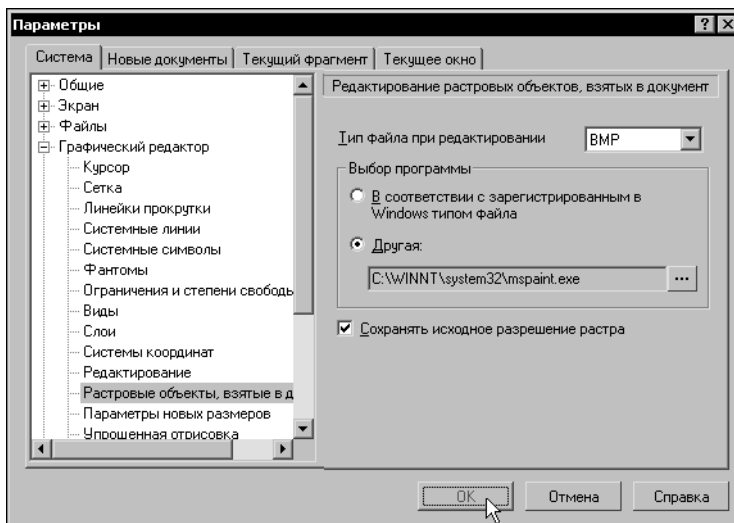 Параметры
Система Новые документы Текущий фрагмент Текущее окно
Общие
Экран
Файлы
Графический редактор
Курсор
Сетка
Линейки прокрутки
Системные линии
Системные символы
Фантомы
Ограничения и степени свободы
Виды
Слои
Системы координат
Редактирование
Растровые объекты, взятые в д
Параметры новых размеров
Упрощенная отрисовка
Редактирование растровых объектов, взятых в документ
Тип файла при редактировании BMP
Выбор программы
В соответствии с зарегистрированным в
Windows типом файла
Другая:
C:\WINNT\system32\mspaint.exe ...
Сохранять исходное разрешение растра
OK Отмена Справка